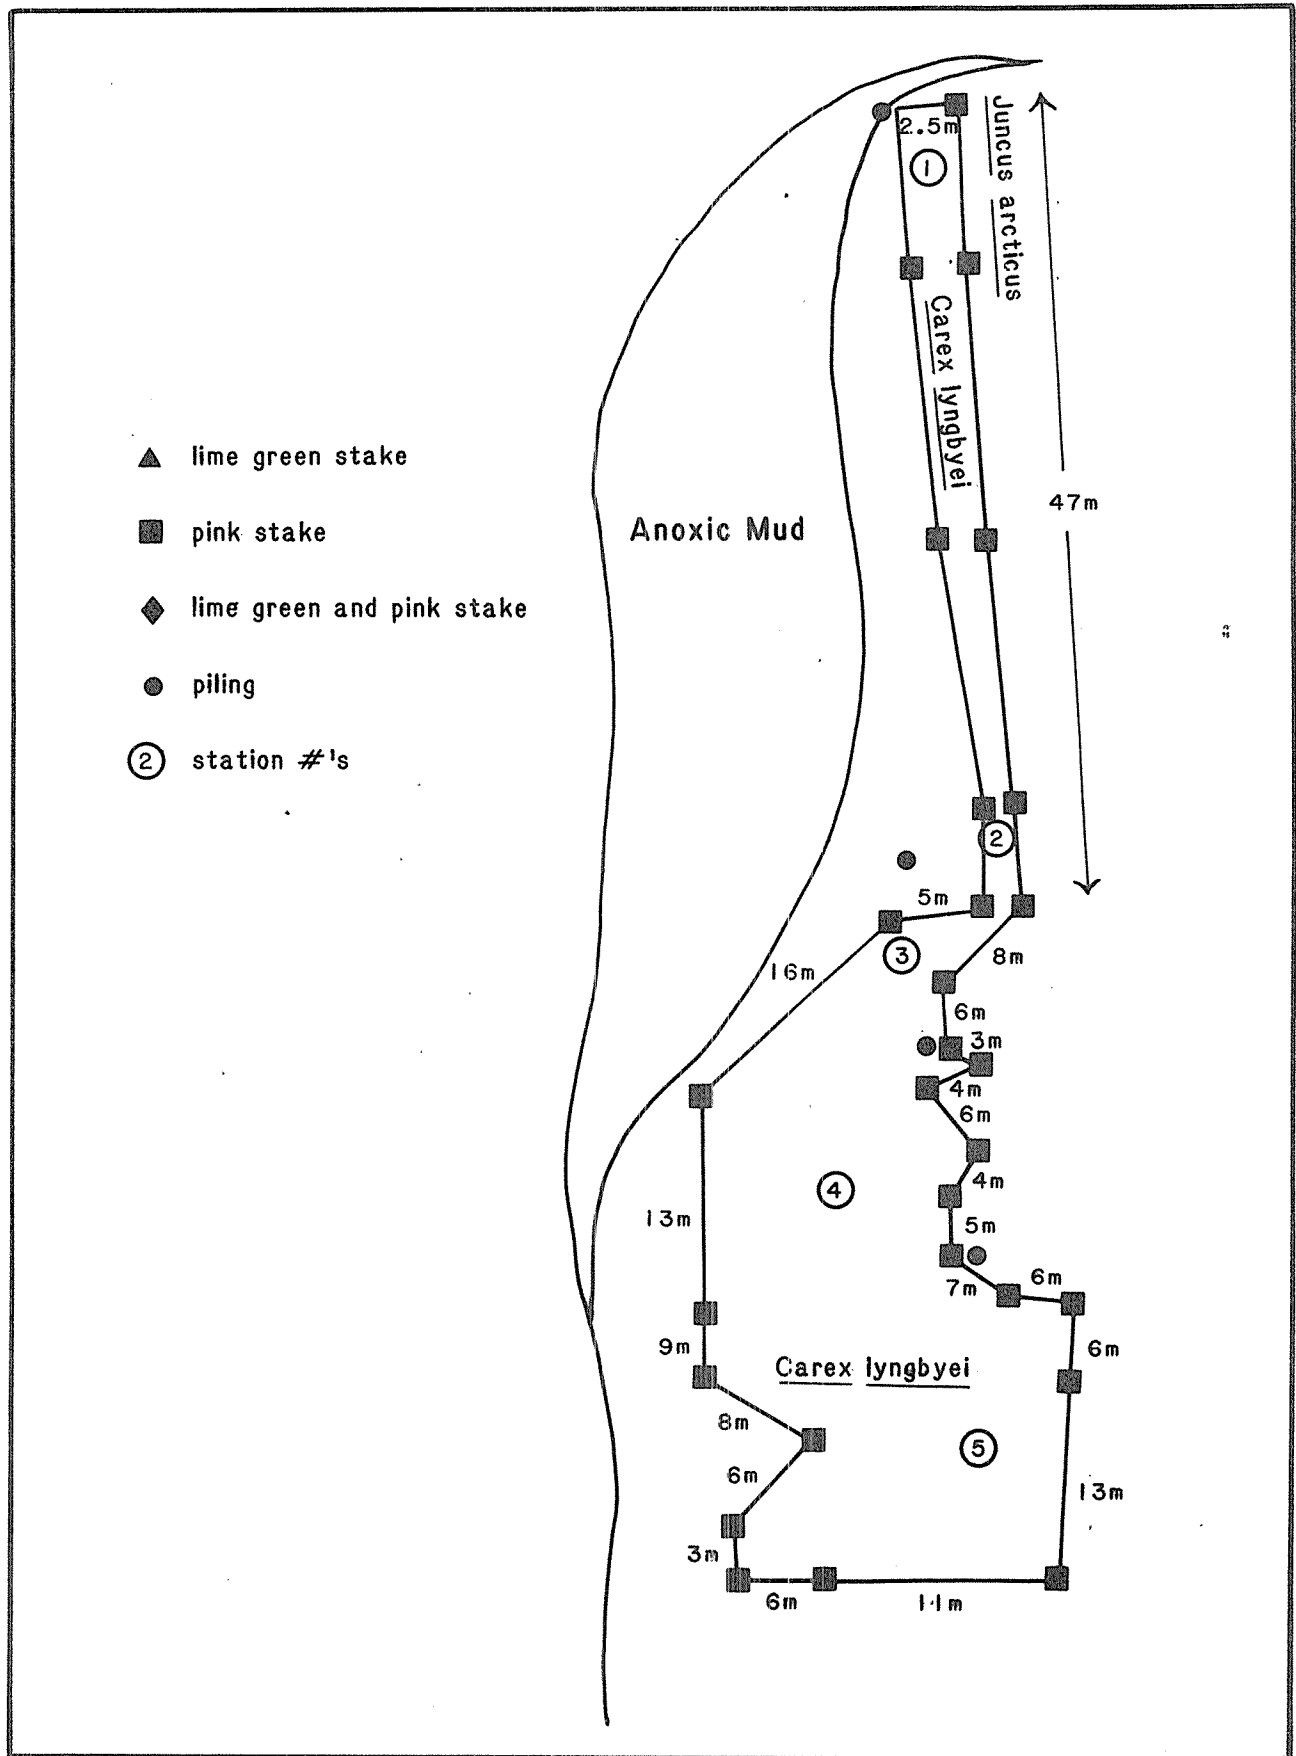 2.5m
1
Juncus arcticus
Carex lyngbyei
47m
lime green stake
pink stake
Anoxic Mud
lime green and pink stake
piling
2 station #'s
2
5m
3
8m
16m
6m
3m
4m
6m
4m
4
13m
5m
7m
6m
9m
6m
Carex lyngbyei
8m
5
6m
13m
3m
6m
11m